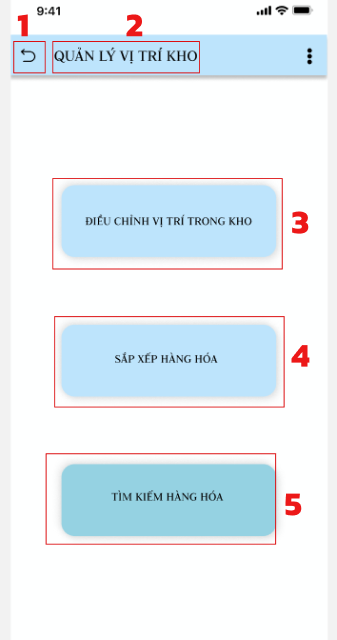 9:41
1
2
QUẢN LÝ VỊ TRÍ KHO
ĐIỀU CHỈNH VỊ TRÍ TRONG KHO
3
SẮP XẾP HÀNG HÓA
4
TÌM KIẾM HÀNG HÓA
5